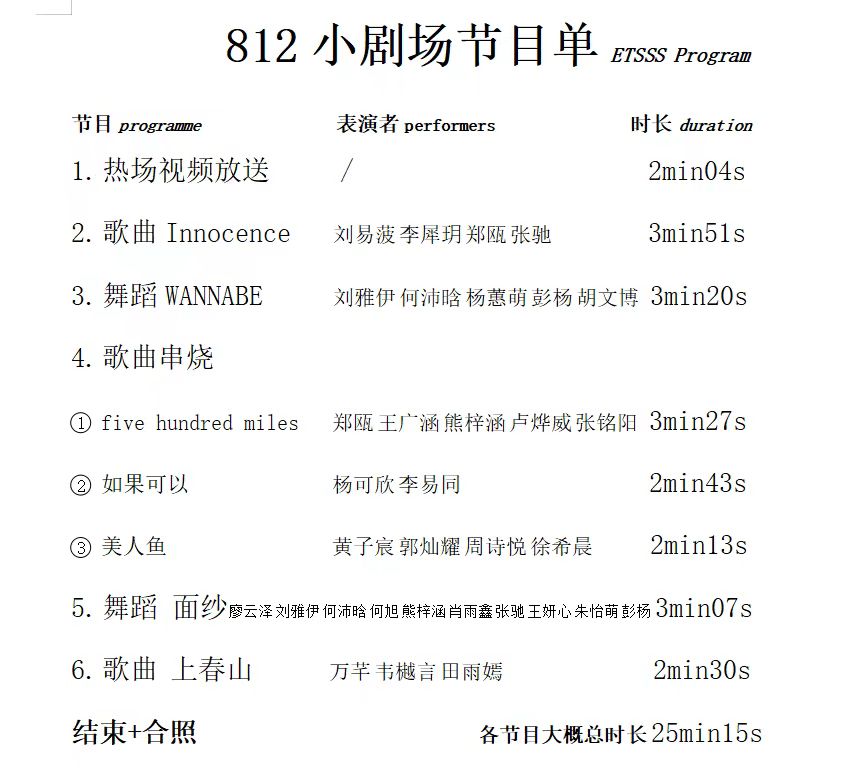 812 小剧场节目单 ETSSS Program
节目 programme 表演者 performers 时长 duration
1. 热场视频放送 / 2min04s
2. 歌曲 Innocence 刘易菠 李犀玥 郑瓯 张驰 3min51s
3. 舞蹈 WANNABE 刘雅伊 何沛晗 杨蕙萌 彭杨 胡文博 3min20s
4. 歌曲串烧
① five hundred miles 郑瓯 王广涵 熊梓涵 卢烨威 张铭阳 3min27s
② 如果可以 杨可欣 李易同 2min43s
③ 美人鱼 黄子宸 郭灿耀 周诗悦 徐希晨 2min13s
5. 舞蹈 面纱 廖云泽 刘雅伊 何沛晗 何旭 熊梓涵 肖雨鑫 张驰 王妍心 朱怡萌 彭杨 3min07s
6. 歌曲 上春山 万芊 韦樾言 田雨嫣 2min30s
结束+合照 各节目大概总时长 25min15s